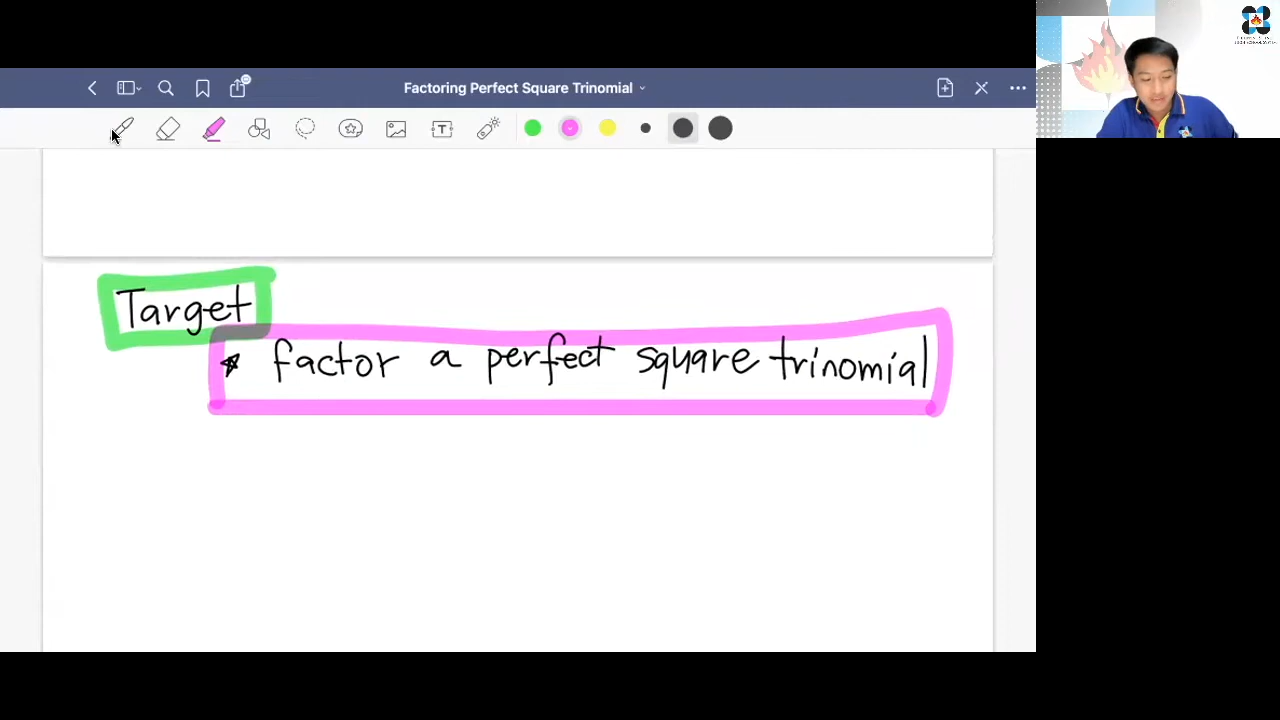 Factoring Perfect Square Trinomial
T
Target
* factor a perfect square trinomial